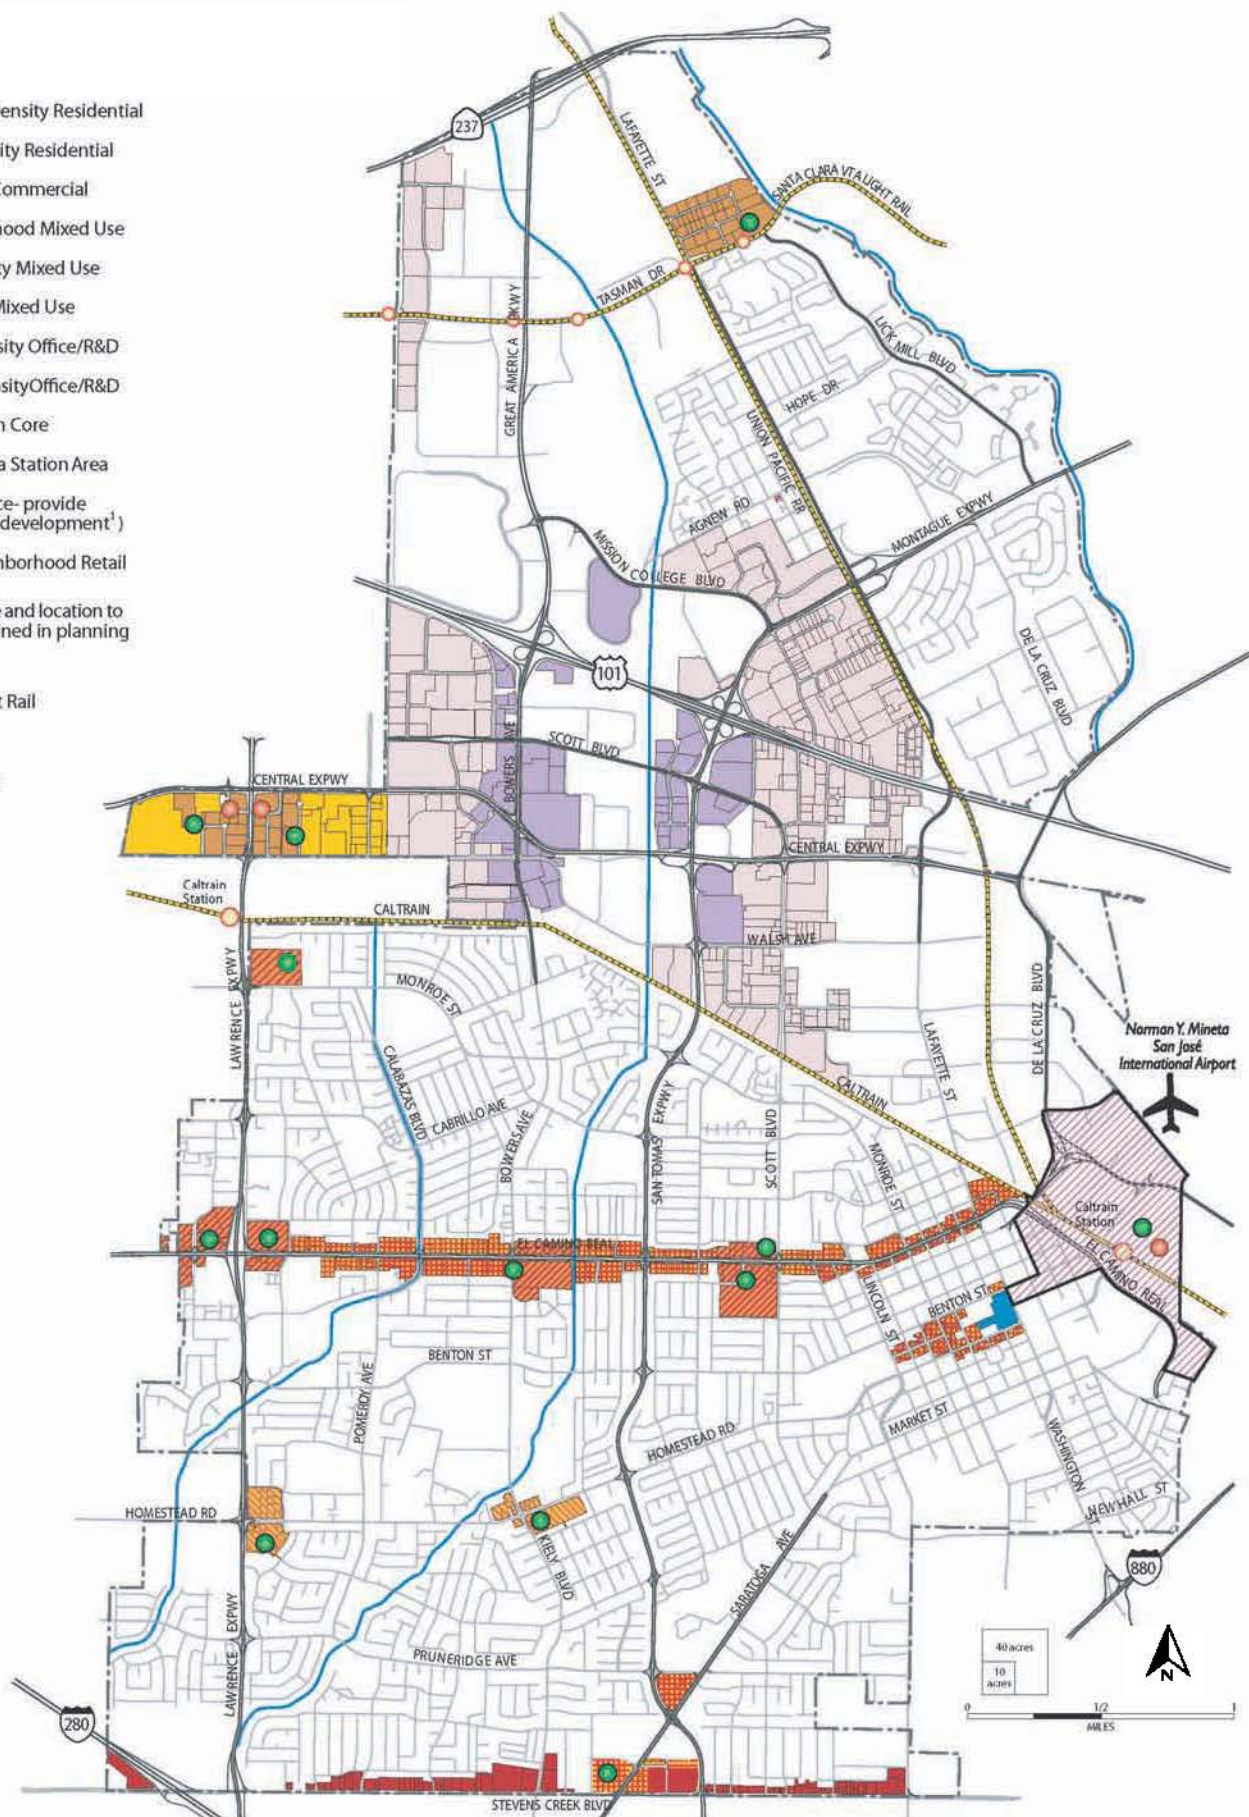 ensity Residential
ity Residential
Commercial
hood Mixed Use
ty Mixed Use
Mixed Use
sity Office/R&D
nsityOffice/R&D
n Core
a Station Area
ce- provide
development¹)
hborhood Retail
e and location to
ined in planning
t Rail
237
LAFAYETTE ST
SANTA CLARA VTA LIGHT RAIL
TASMAN DR
GREAT AMERICA PKWY
LICK MILL BLVD
HOPE DR
UNION PACIFIC RR
AGNEW RD
MONTAGUE EXPWY
MISSION COLLEGE BLVD
DE LA CRUZ BLVD
101
SCOTT BLVD
BOWERS AVE
CENTRAL EXPWY
CENTRAL EXPWY
Caltrain
Station
CALTRAIN
WALSH AVE
LAWRENCE EXPWY
MONROE ST
DE LA CRUZ BLVD
Norman Y. Mineta
San José
International Airport
LAFAYETTE ST
CALABAZAS BLVD
CALTRAIN
CABRILLO AVE
BOWERS AVE
SAN TOMAS EXPWY
SCOTT BLVD
MONROE ST
Caltrain
Station
EL CAMINO REAL
EL CAMINO REAL
LINCOLN ST
BENTON ST
BENTON ST
POMEROY AVE
MARKET ST
HOMESTEAD RD
WASHINGTON ST
NEWHALL ST
HOMESTEAD RD
KIELY BLVD
SARATOGA AVE
880
LAWRENCE EXPWY
PRUNERIDGE AVE
40 acres
10
acres
N
0 1/2 1
MILES
280
STEVENS CREEK BLVD